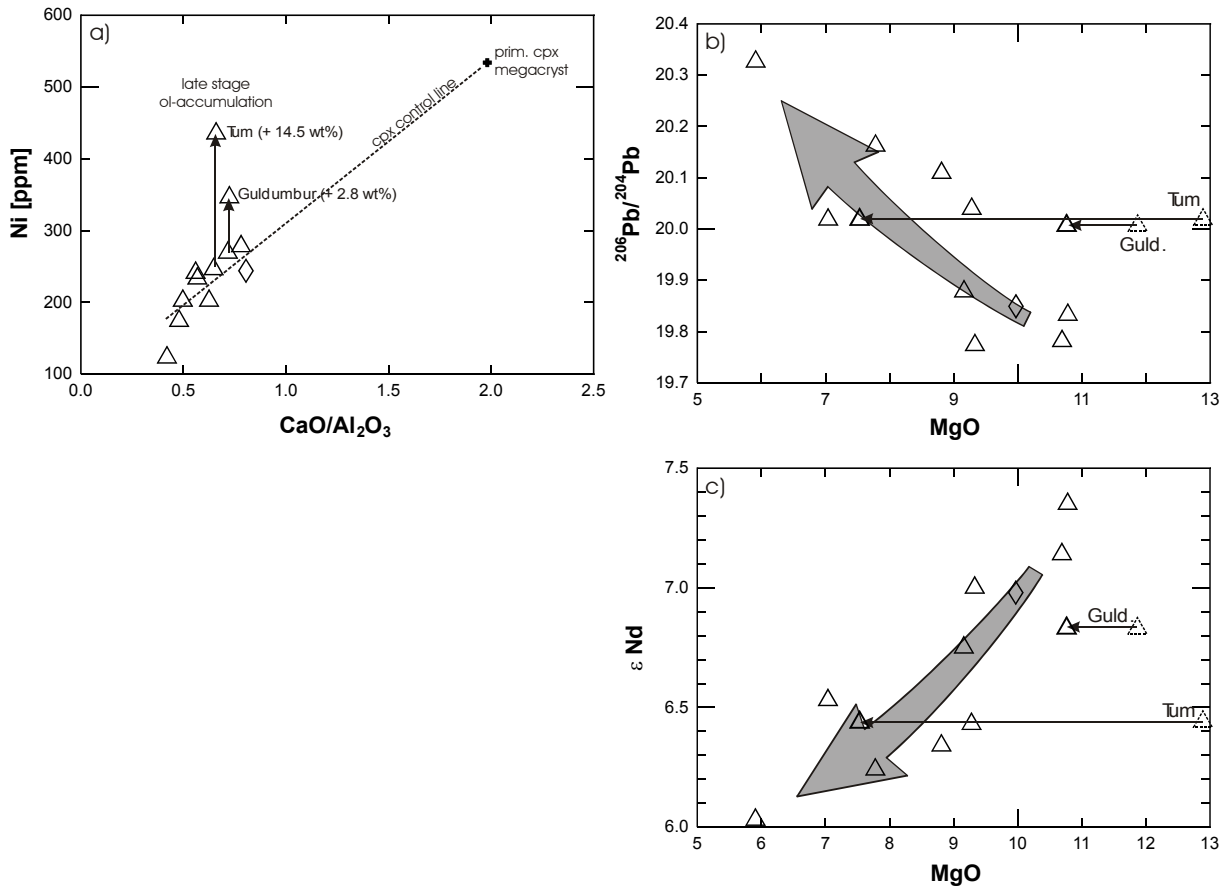 a)
600
500
400
300
200
100
Ni [ppm]
late stage
ol-accumulation
Tum (+ 14.5 wt%)
Guldumbur (+ 2.8 wt%)
cpx control line
prim. cpx
megacryst
0.0 0.5 1.0 1.5 2.0 2.5
CaO/Al₂O₃
b)
20.4
20.3
20.2
20.1
20.0
19.9
19.8
19.7
²⁰⁶Pb/²⁰⁴Pb
Tum
Guld.
5 7 9 11 13
MgO
c)
7.5
7.0
6.5
6.0
ε Nd
Guld
Tum
5 6 7 8 9 10 11 12 13
MgO